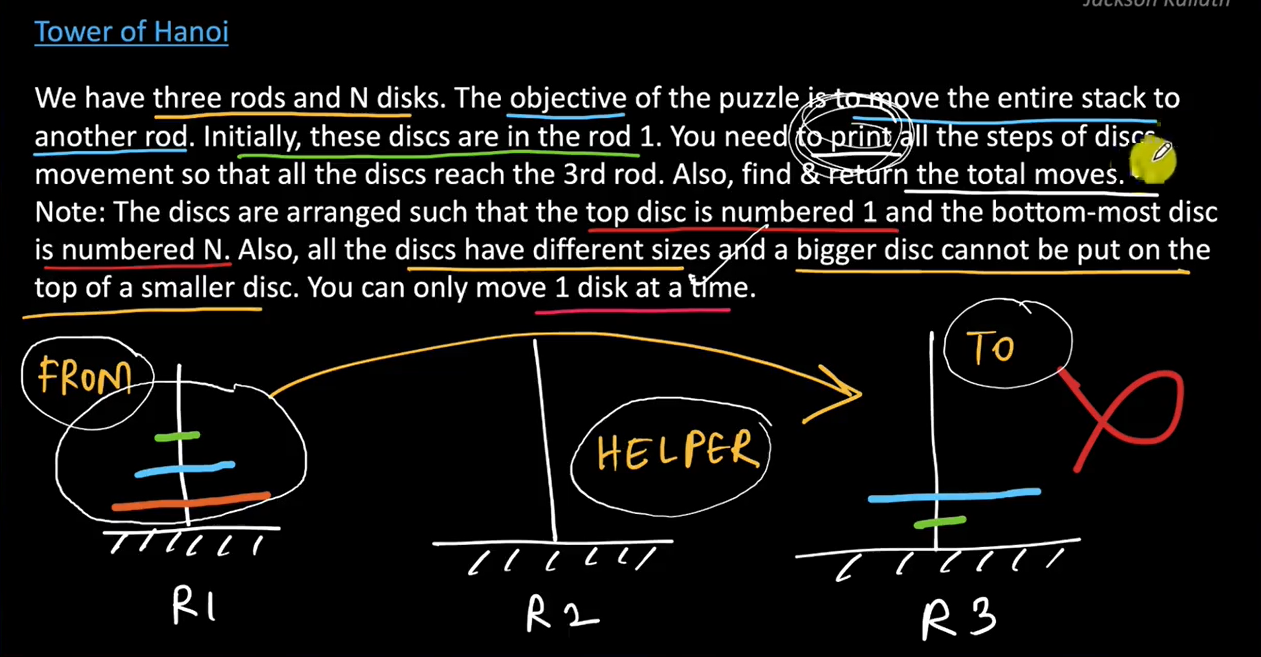 Tower of Hanoi
We have three rods and N disks. The objective of the puzzle is to move the entire stack to
another rod. Initially, these discs are in the rod 1. You need to print all the steps of discs
movement so that all the discs reach the 3rd rod. Also, find & return the total moves.
Note: The discs are arranged such that the top disc is numbered 1 and the bottom-most disc
is numbered N. Also, all the discs have different sizes and a bigger disc cannot be put on the
top of a smaller disc. You can only move 1 disk at a time.
FROM
TO
HELPER
R1
R2
R3